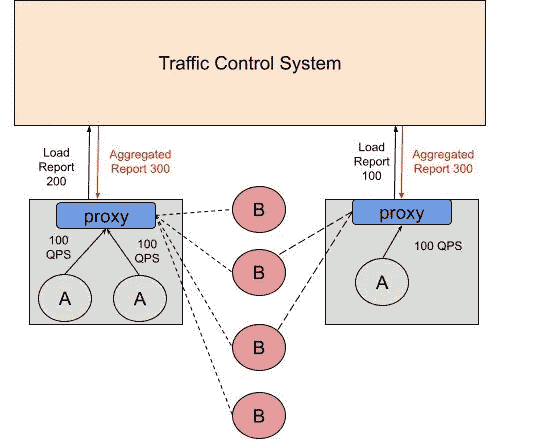 Traffic Control System
Load
Report
200
Aggregated
Report 300
Load
Report
100
Aggregated
Report 300
proxy
100
QPS
100
QPS
A
A
B
B
B
B
proxy
100 QPS
A